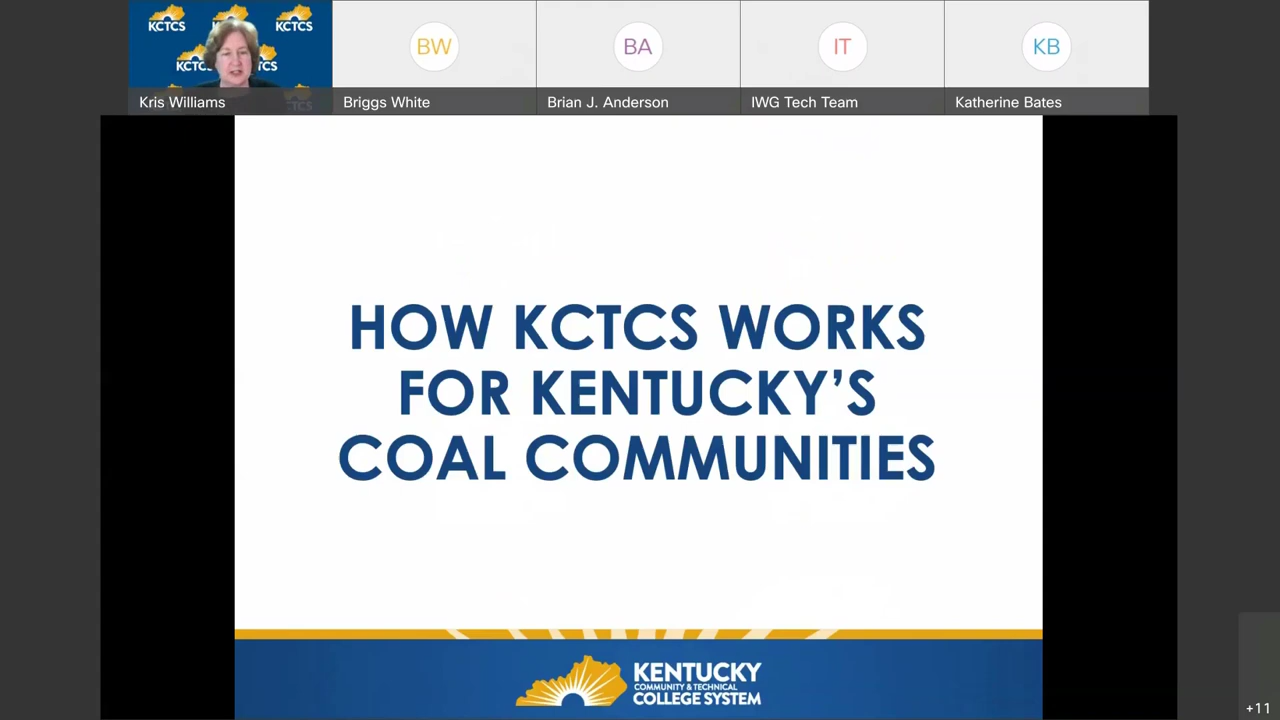 KCTCS
KCTCS
KCTCS
KCTCS
BW
BA
IT
KB
Kris Williams
Briggs White
Brian J. Anderson
IWG Tech Team
Katherine Bates
HOW KCTCS WORKS
FOR KENTUCKY’S
COAL COMMUNITIES
KENTUCKY
COMMUNITY & TECHNICAL
COLLEGE SYSTEM
+11